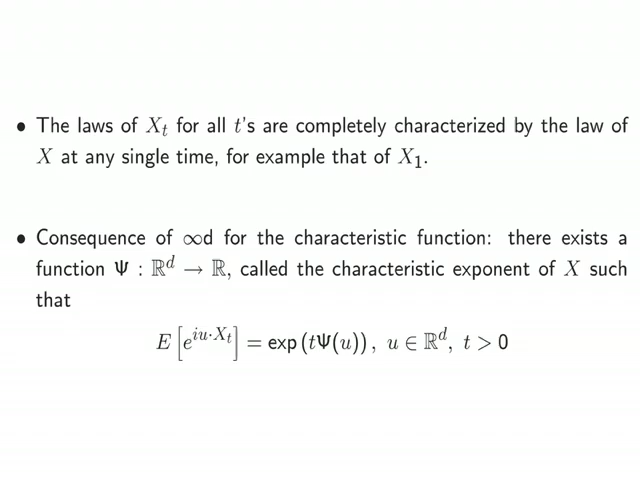 • The laws of X_t for all t's are completely characterized by the law of
X at any single time, for example that of X_1.
• Consequence of ∞d for the characteristic function: there exists a
function Ψ : ℝ^d → ℝ, called the characteristic exponent of X such
that
E[e^{iu·X_t}] = exp (tΨ(u)), u ∈ ℝ^d, t > 0